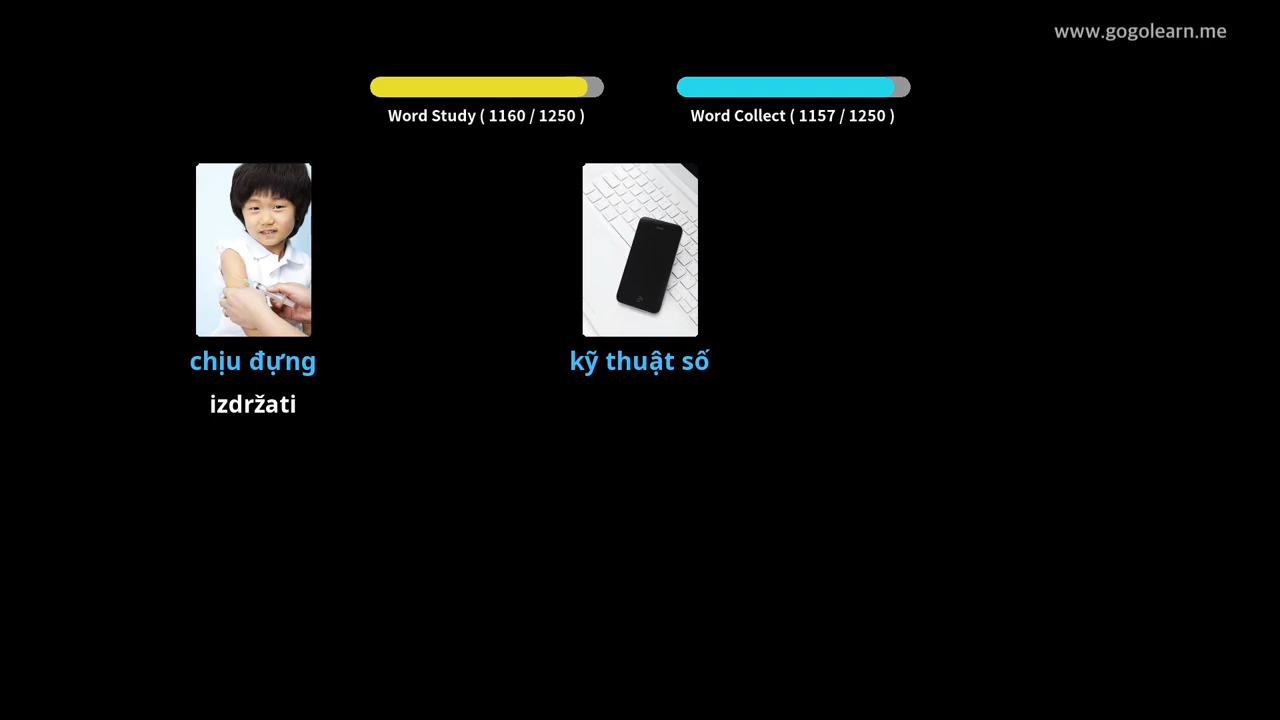 www.gogolearn.me
Word Study ( 1160 / 1250 )
Word Collect ( 1157 / 1250 )
chịu đựng
kỹ thuật số
izdržati